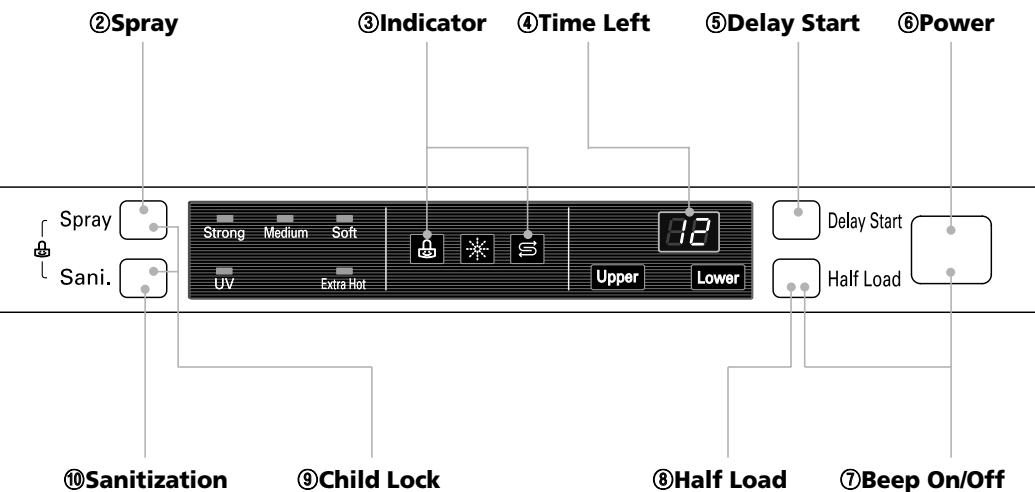 ②Spray ③Indicator ④Time Left ⑤Delay Start ⑥Power
Spray Strong Medium Soft 12 Delay Start
Sani. UV Extra Hot Upper Lower Half Load
⑩Sanitization ⑨Child Lock ⑧Half Load ⑦Beep On/Off